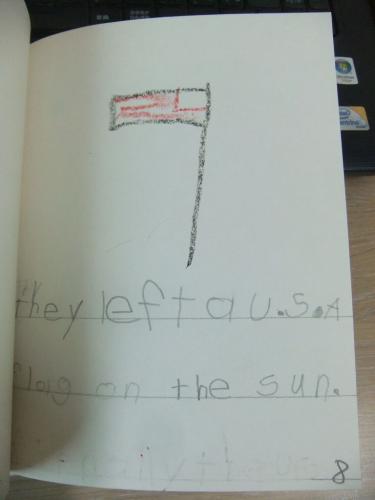 they left a U.S.A
flag on the sun.
8